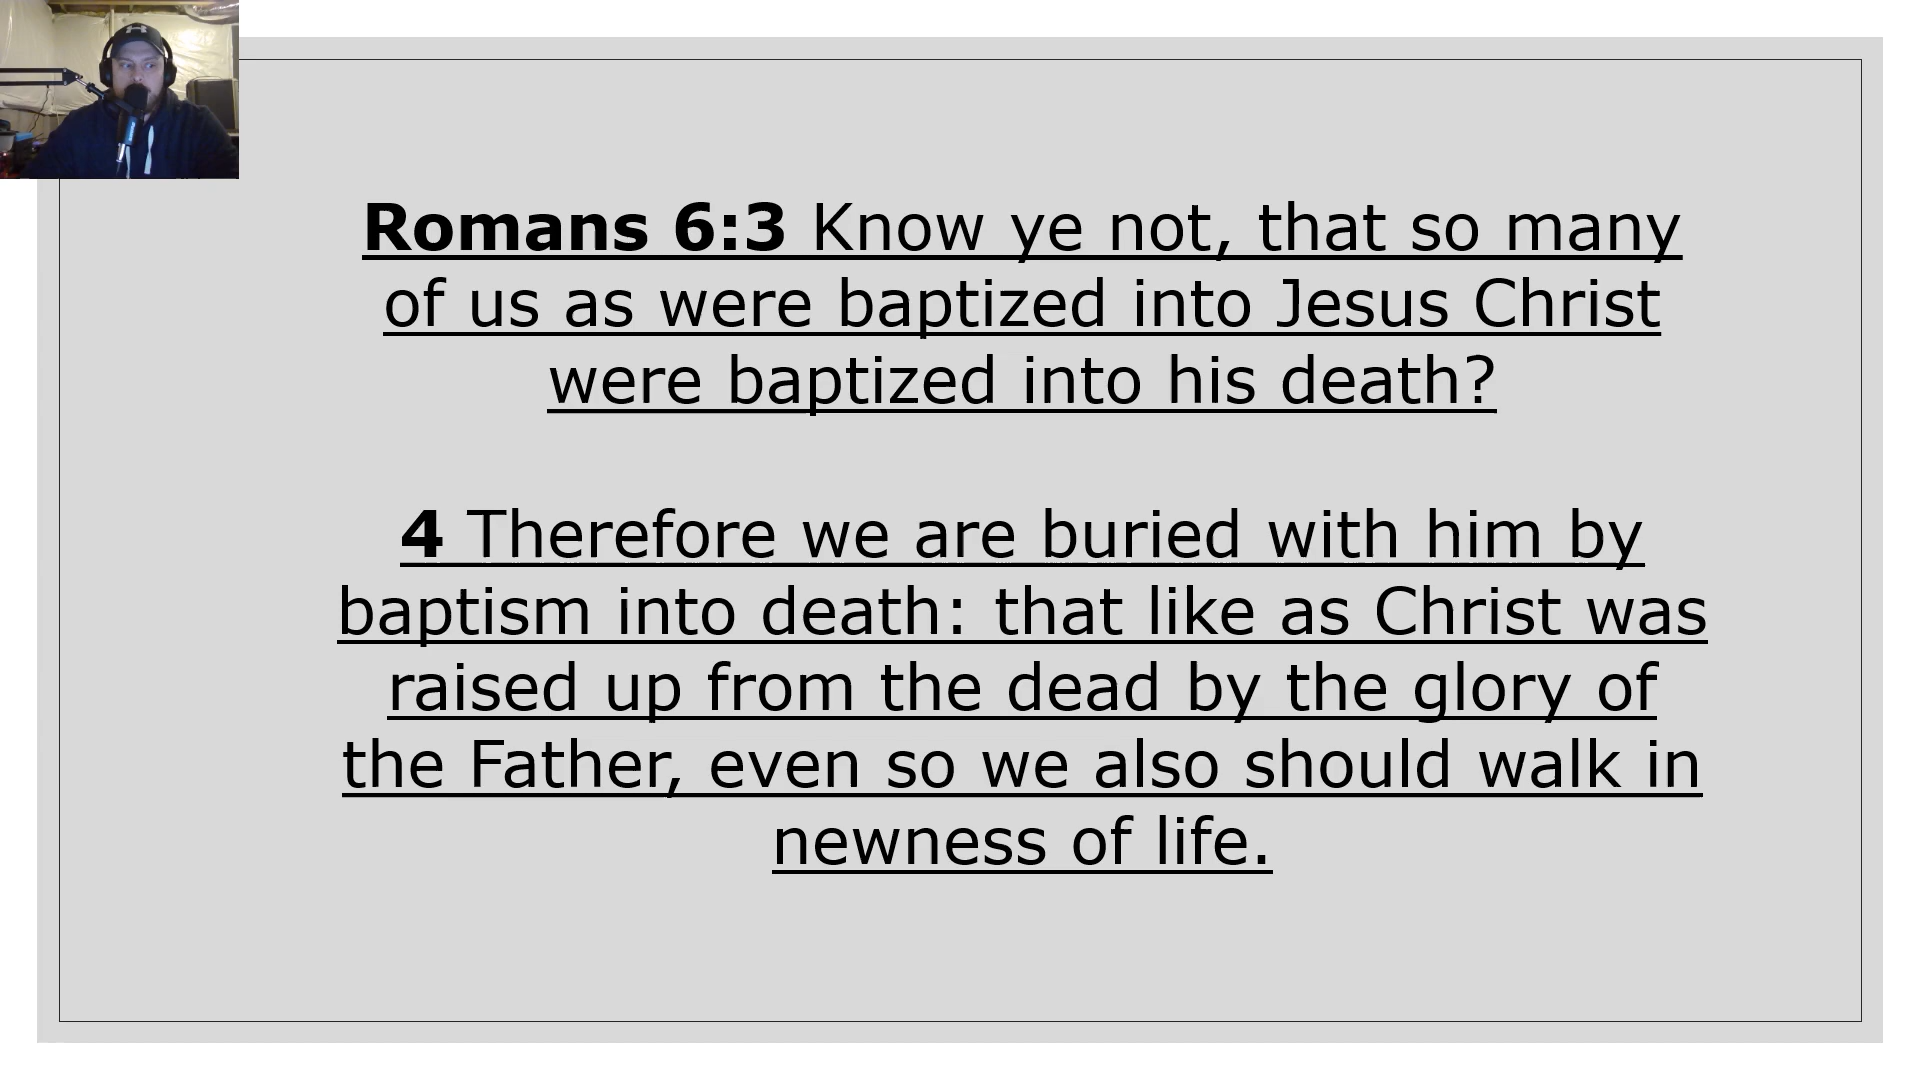 Romans 6:3 Know ye not, that so many
of us as were baptized into Jesus Christ
were baptized into his death?
4 Therefore we are buried with him by
baptism into death: that like as Christ was
raised up from the dead by the glory of
the Father, even so we also should walk in
newness of life.